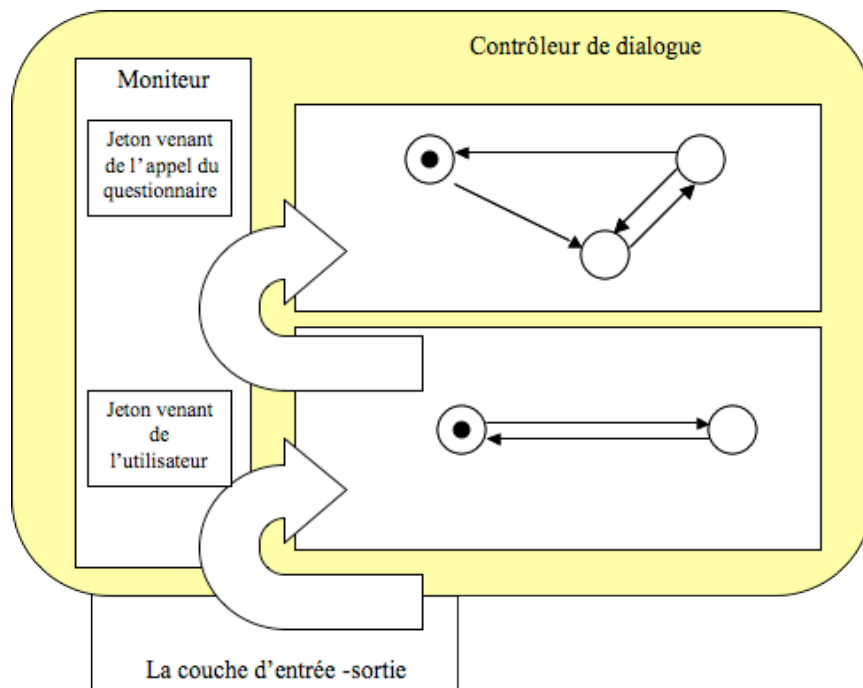 Contrôleur de dialogue
Moniteur
Jeton venant
de l'appel du
questionnaire
Jeton venant
de
l'utilisateur
La couche d'entrée -sortie